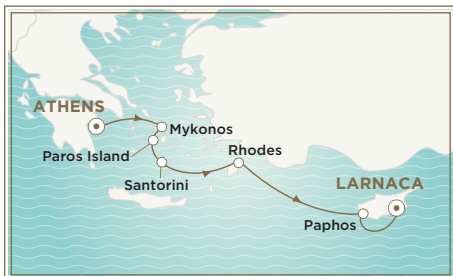 ATHENS
Mykonos
Paros Island
Rhodes
Santorini
LARNACA
Paphos